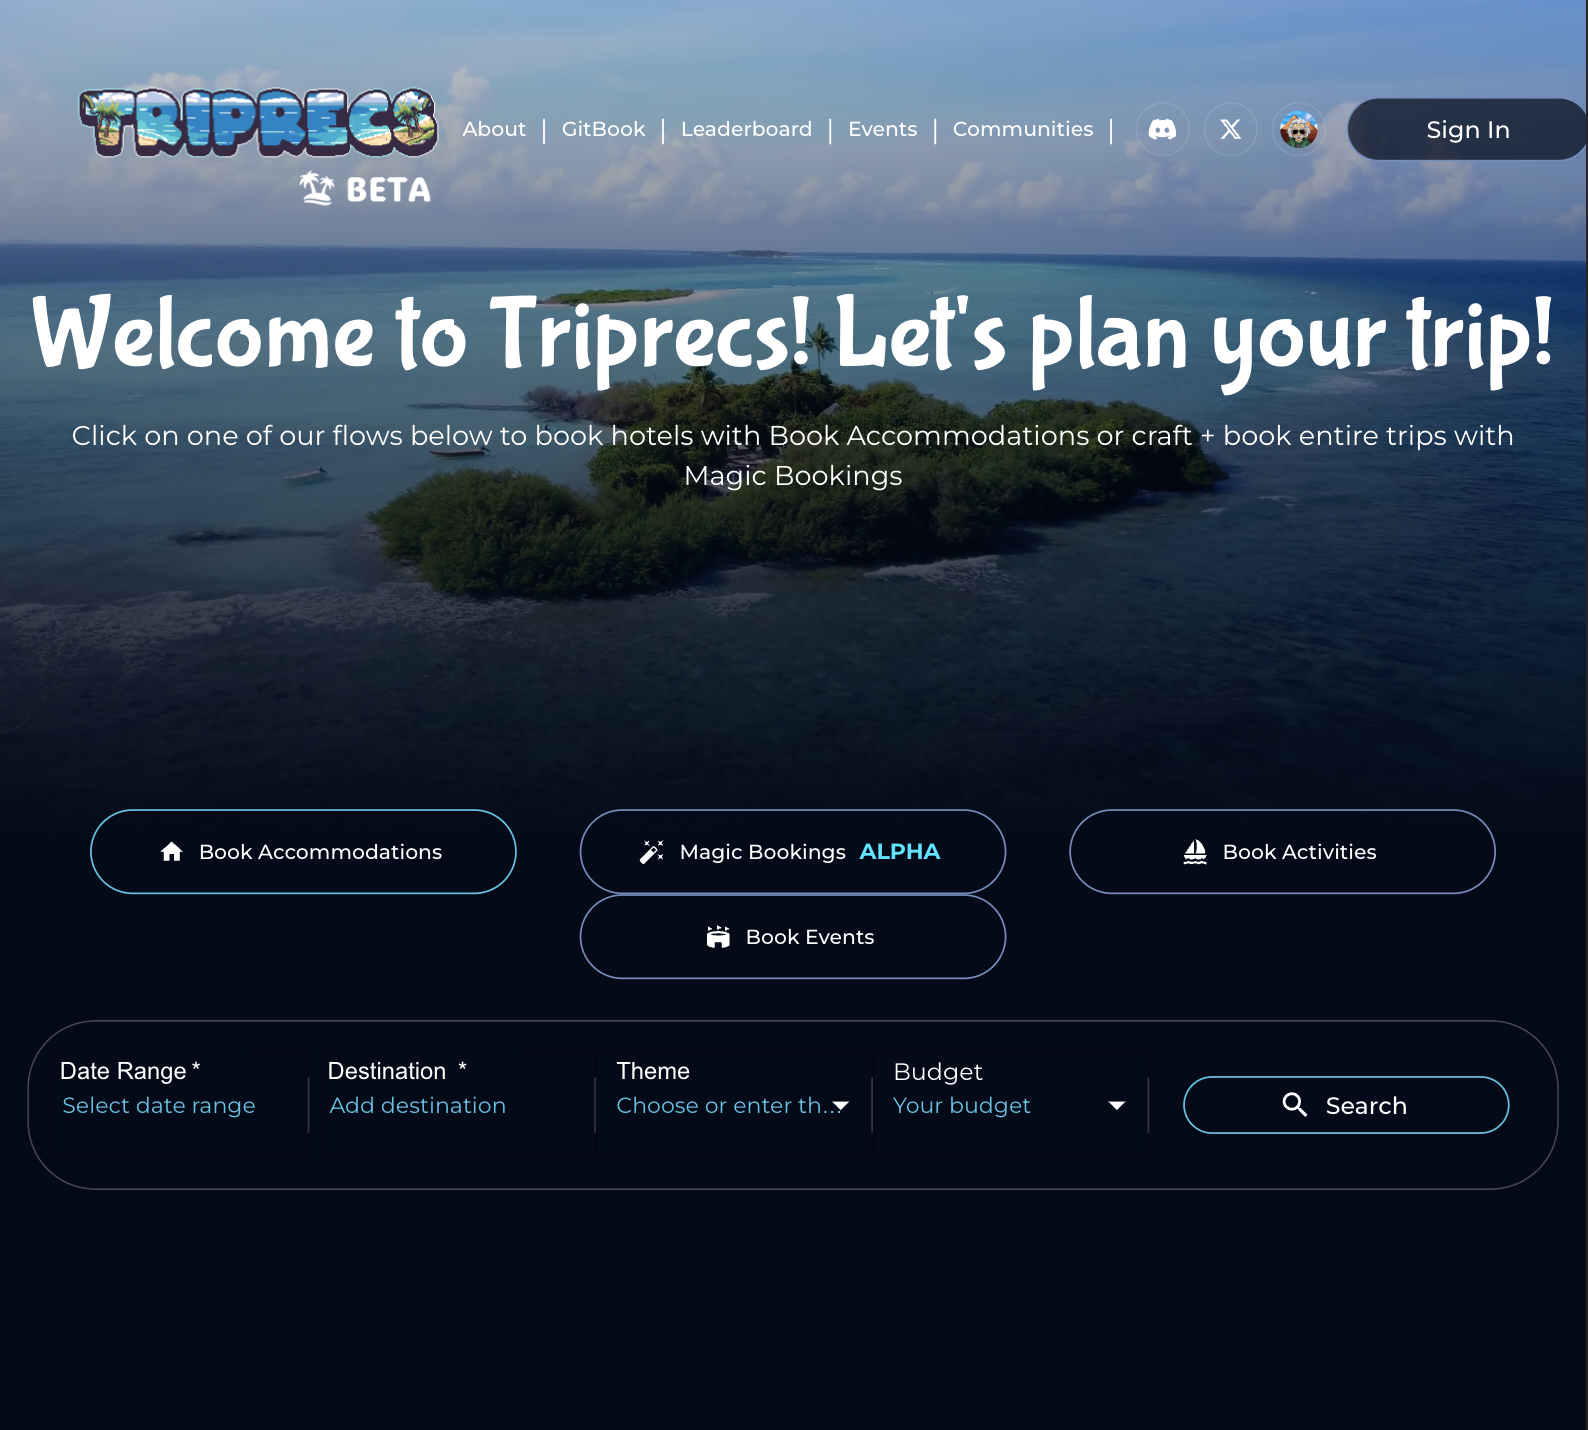 TRIPRECS
BETA
About | GitBook | Leaderboard | Events | Communities |
Sign In
Welcome to Triprecs! Let's plan your trip!
Click on one of our flows below to book hotels with Book Accommodations or craft + book entire trips with
Magic Bookings
Book Accommodations
Magic Bookings ALPHA
Book Activities
Book Events
Date Range *
Select date range
Destination *
Add destination
Theme
Choose or enter th...
Budget
Your budget
Search